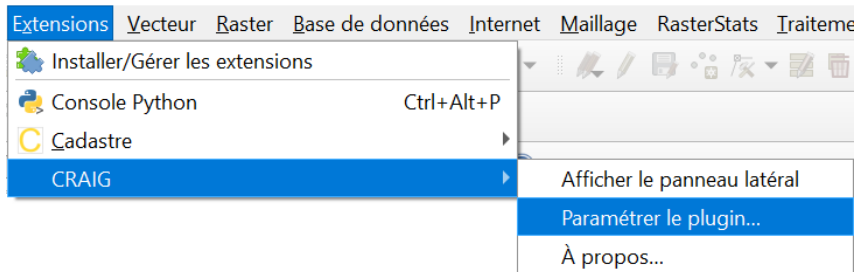 Extensions Vecteur Raster Base de données Internet Maillage RasterStats Traiteme
Installer/Gérer les extensions
Console Python Ctrl+Alt+P
Cadastre
CRAIG
Afficher le panneau latéral
Paramétrer le plugin...
À propos...